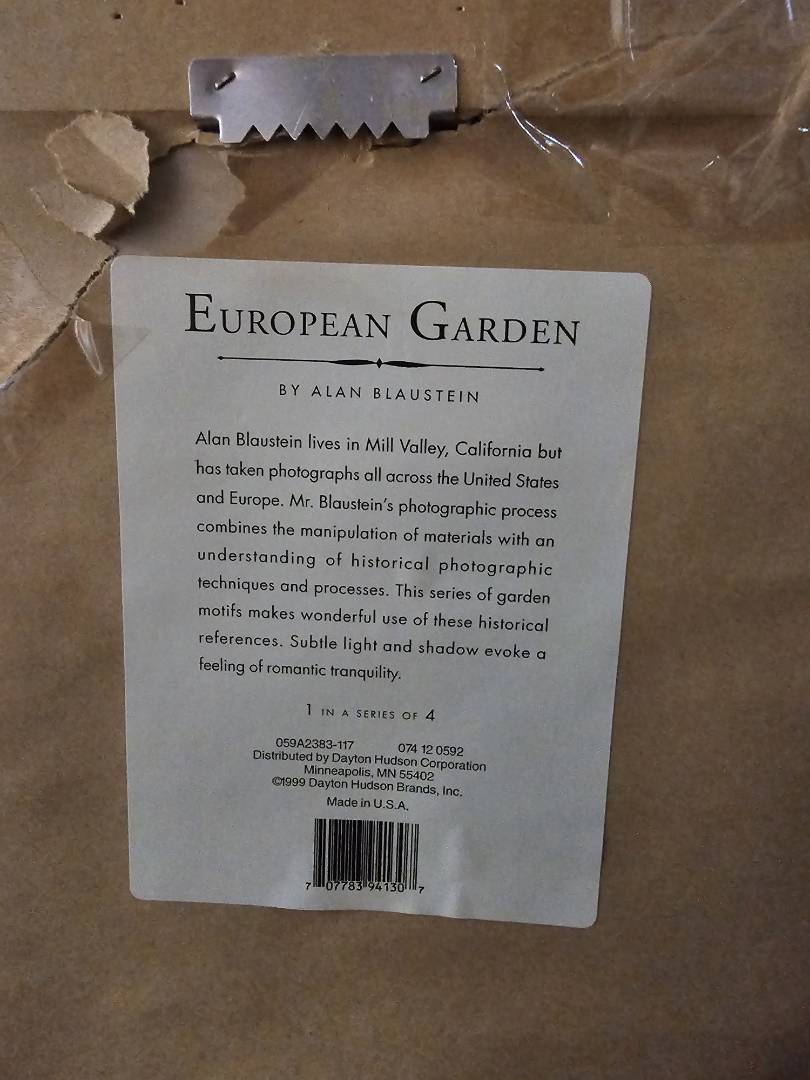 EUROPEAN GARDEN
BY ALAN BLAUSTEIN
Alan Blaustein lives in Mill Valley, California but
has taken photographs all across the United States
and Europe. Mr. Blaustein's photographic process
combines the manipulation of materials with an
understanding of historical photographic
techniques and processes. This series of garden
motifs makes wonderful use of these historical
references. Subtle light and shadow evoke a
feeling of romantic tranquility.
1 IN A SERIES OF 4
059A2383-117 074 12 0592
Distributed by Dayton Hudson Corporation
Minneapolis, MN 55402
©1999 Dayton Hudson Brands, Inc.
Made in U.S.A.
7 07783 94130 7